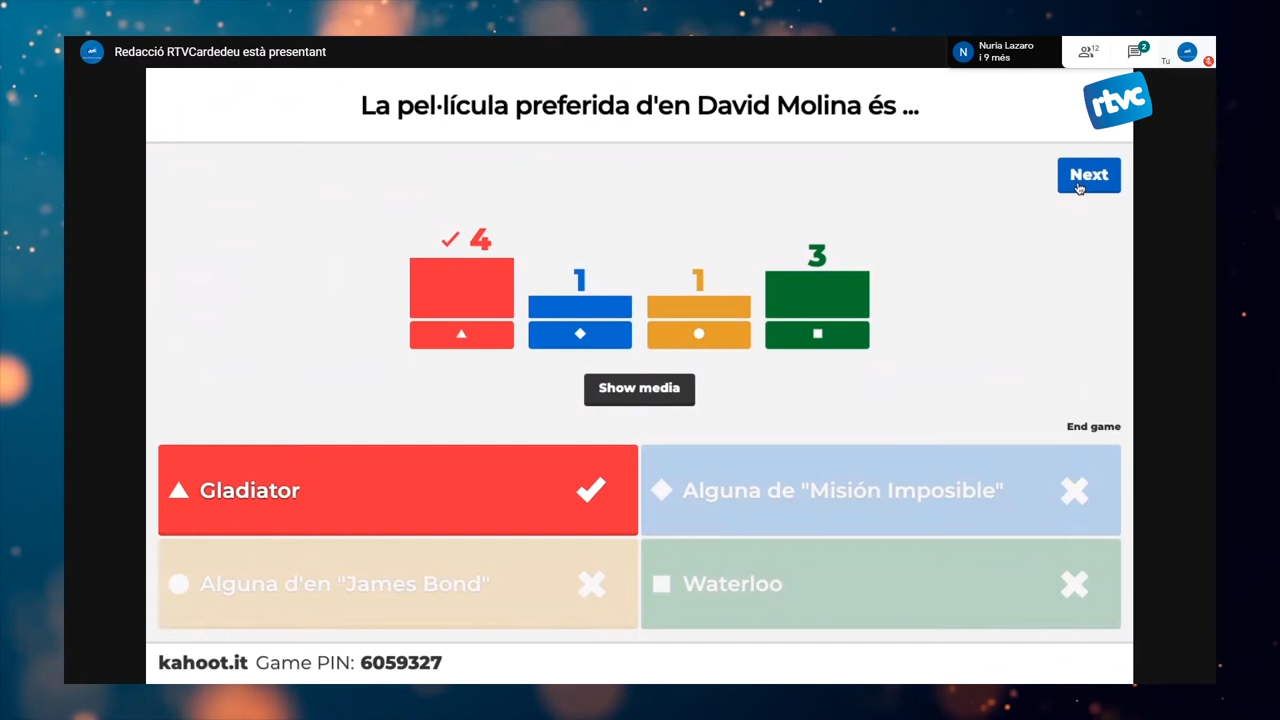 Redacció RTVCardedeu està presentant
Nuria Lazaro
i 9 més
12
2
Tu
rtvc
La pel·lícula preferida d'en David Molina és ...
Next
4
1
1
3
Show media
End game
Gladiator
Alguna de "Misión Imposible"
Alguna d'en "James Bond"
Waterloo
kahoot.it Game PIN: 6059327